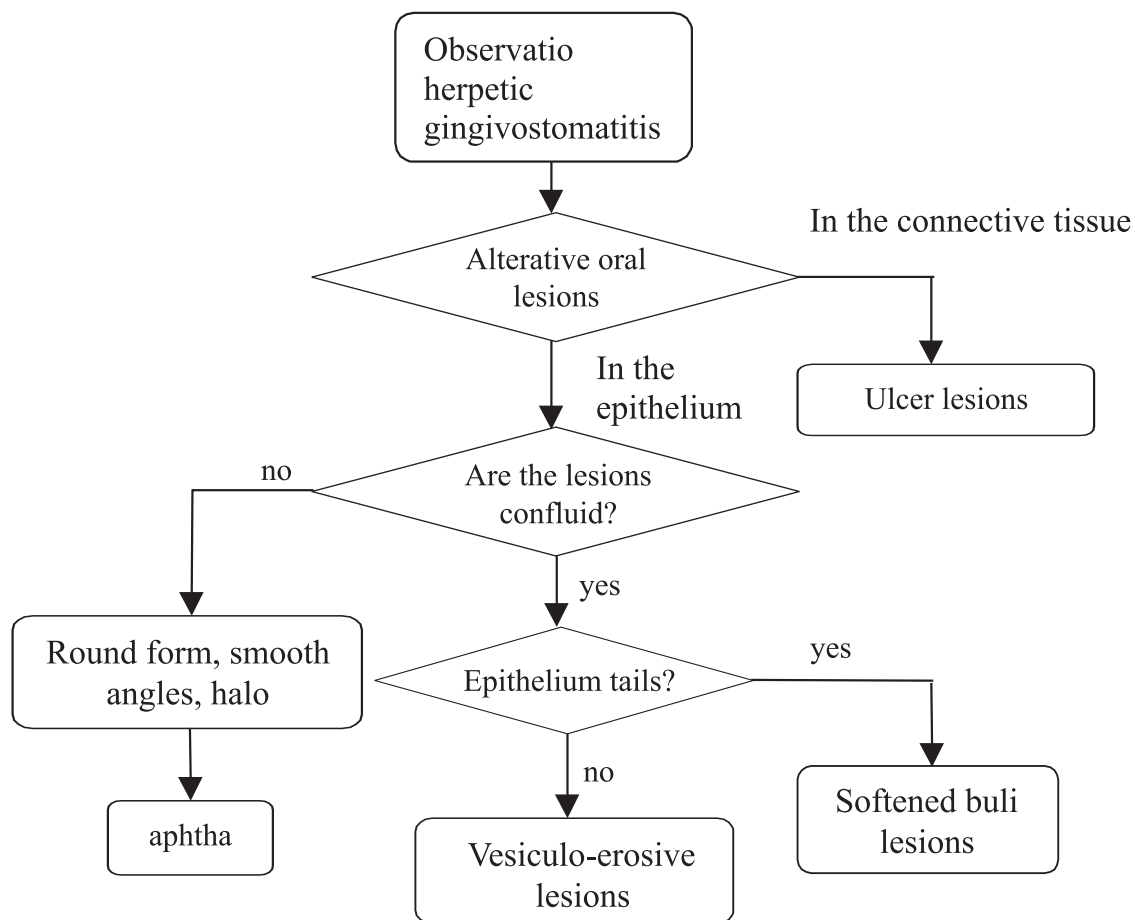 Observatio
herpetic
gingivostomatitis
In the connective tissue
Alterative oral
lesions
In the
epithelium
Ulcer lesions
no
Are the lesions
confluid?
yes
Round form, smooth
angles, halo
Epithelium tails?
yes
no
aphtha
Softened buli
lesions
Vesiculo-erosive
lesions